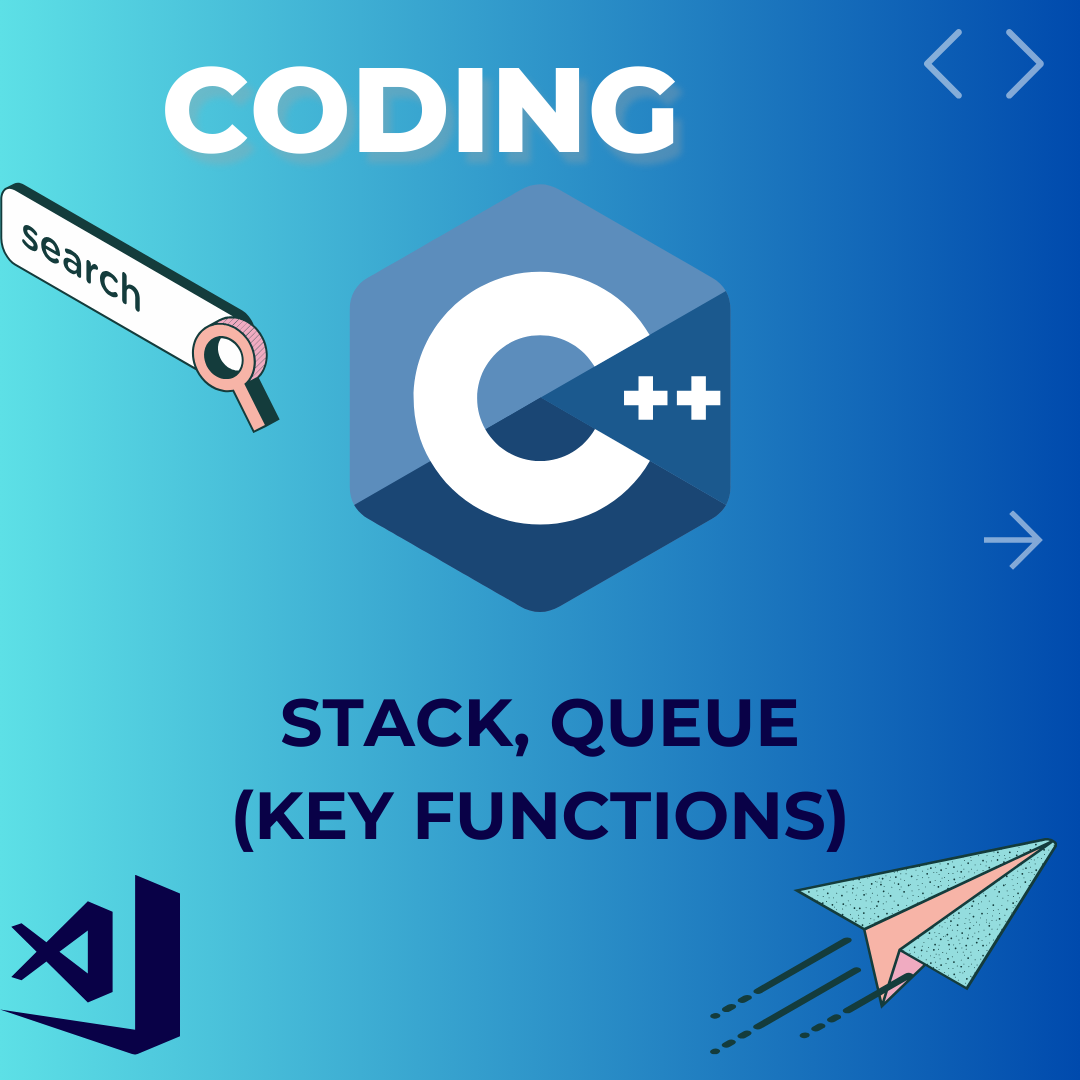 CODING
search
C++
STACK, QUEUE
(KEY FUNCTIONS)